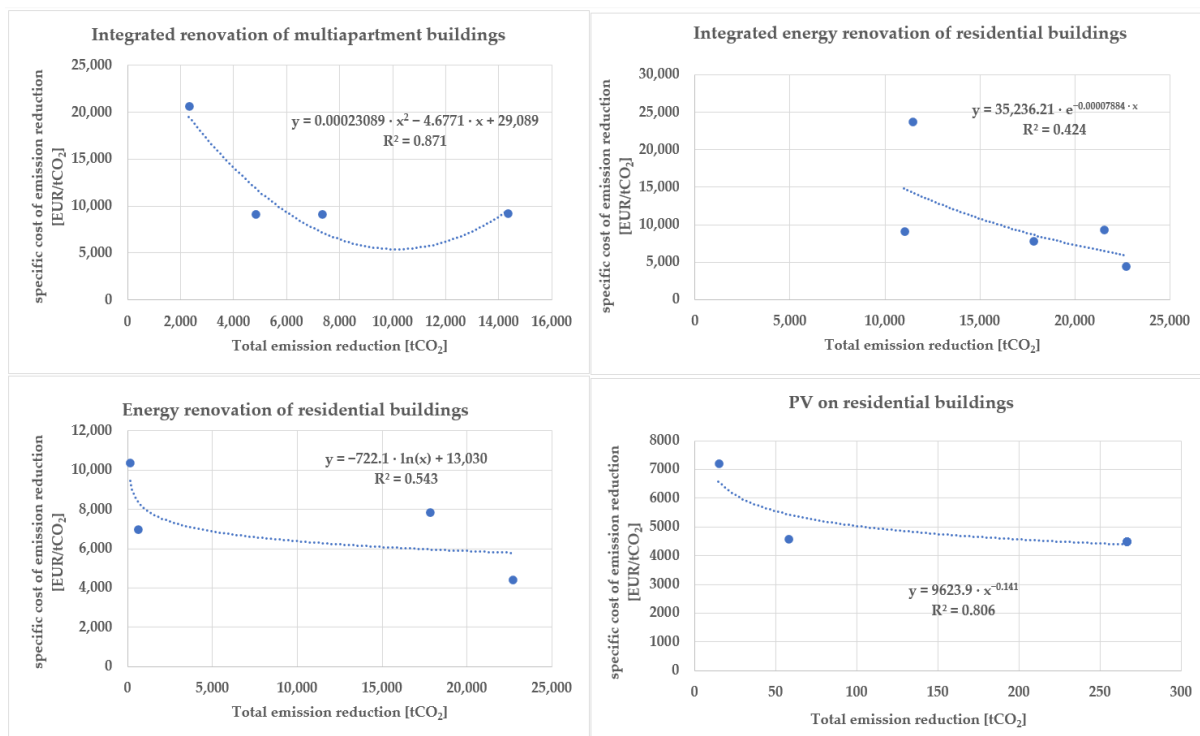 Integrated renovation of multiapartment buildings
specific cost of emission reduction
[EUR/tCO₂]
25,000
20,000
15,000
10,000
5,000
0
y = 0.00023089 · x² − 4.6771 · x + 29,089
R² = 0.871
0 2,000 4,000 6,000 8,000 10,000 12,000 14,000 16,000
Total emission reduction [tCO₂]
Integrated energy renovation of residential buildings
specific cost of emission reduction
[EUR/tCO₂]
30,000
25,000
20,000
15,000
10,000
5,000
0
y = 35,236.21 · e^−0.00007884 · x
R² = 0.424
0 5,000 10,000 15,000 20,000 25,000
Total emission reduction [tCO₂]
Energy renovation of residential buildings
specific cost of emission reduction
[EUR/tCO₂]
12,000
10,000
8,000
6,000
4,000
2,000
0
y = −722.1 · ln(x) + 13,030
R² = 0.543
0 5,000 10,000 15,000 20,000 25,000
Total emission reduction [tCO₂]
PV on residential buildings
specific cost of emission reduction
[EUR/tCO₂]
8000
7000
6000
5000
4000
3000
2000
1000
0
y = 9623.9 · x^−0.141
R² = 0.806
0 50 100 150 200 250 300
Total emission reduction [tCO₂]